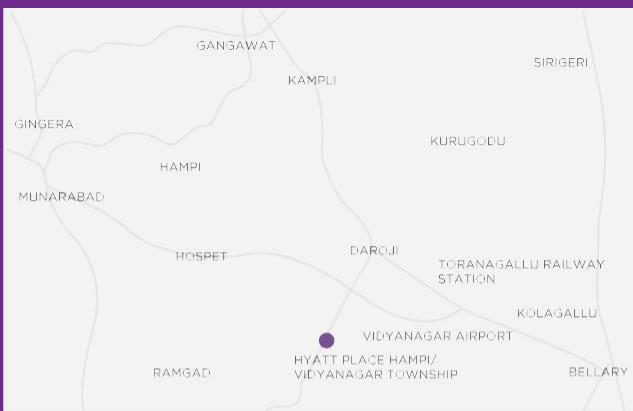 GANGAWAT
SIRIGERI
KAMPLI
GINGERA
KURUGODU
HAMPI
MUNARABAD
DAROJI
HOSPET
TORANAGALLU RAILWAY
STATION
KOLAGALLU
VIDYANAGAR AIRPORT
HYATT PLACE HAMPI/
VIDYANAGAR TOWNSHIP
RAMGAD
BELLARY